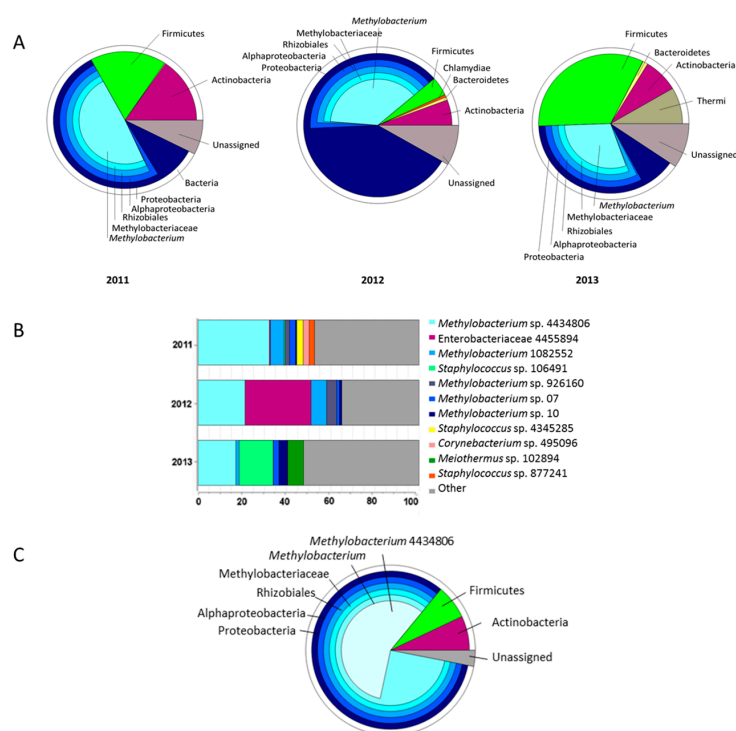 A
Firmicutes
Actinobacteria
Unassigned
Bacteria
Proteobacteria
Alphaproteobacteria
Rhizobiales
Methylobacteriaceae
Methylobacterium
2011
Methylobacterium
Methylobacteriaceae
Rhizobiales
Alphaproteobacteria
Proteobacteria
Firmicutes
Chlamydiae
Bacteroidetes
Actinobacteria
Unassigned
2012
Firmicutes
Bacteroidetes
Actinobacteria
Thermi
Unassigned
Methylobacterium
Methylobacteriaceae
Rhizobiales
Alphaproteobacteria
Proteobacteria
2013
B
2011
2012
2013
0 20 40 60 80 100
Methylobacterium sp. 4434806
Enterobacteriaceae 4455894
Methylobacterium 1082552
Staphylococcus sp. 106491
Methylobacterium sp. 926160
Methylobacterium sp. 07
Methylobacterium sp. 10
Staphylococcus sp. 4345285
Corynebacterium sp. 495096
Meiothermus sp. 102894
Staphylococcus sp. 877241
Other
C
Methylobacterium 4434806
Methylobacterium
Methylobacteriaceae
Rhizobiales
Alphaproteobacteria
Proteobacteria
Firmicutes
Actinobacteria
Unassigned